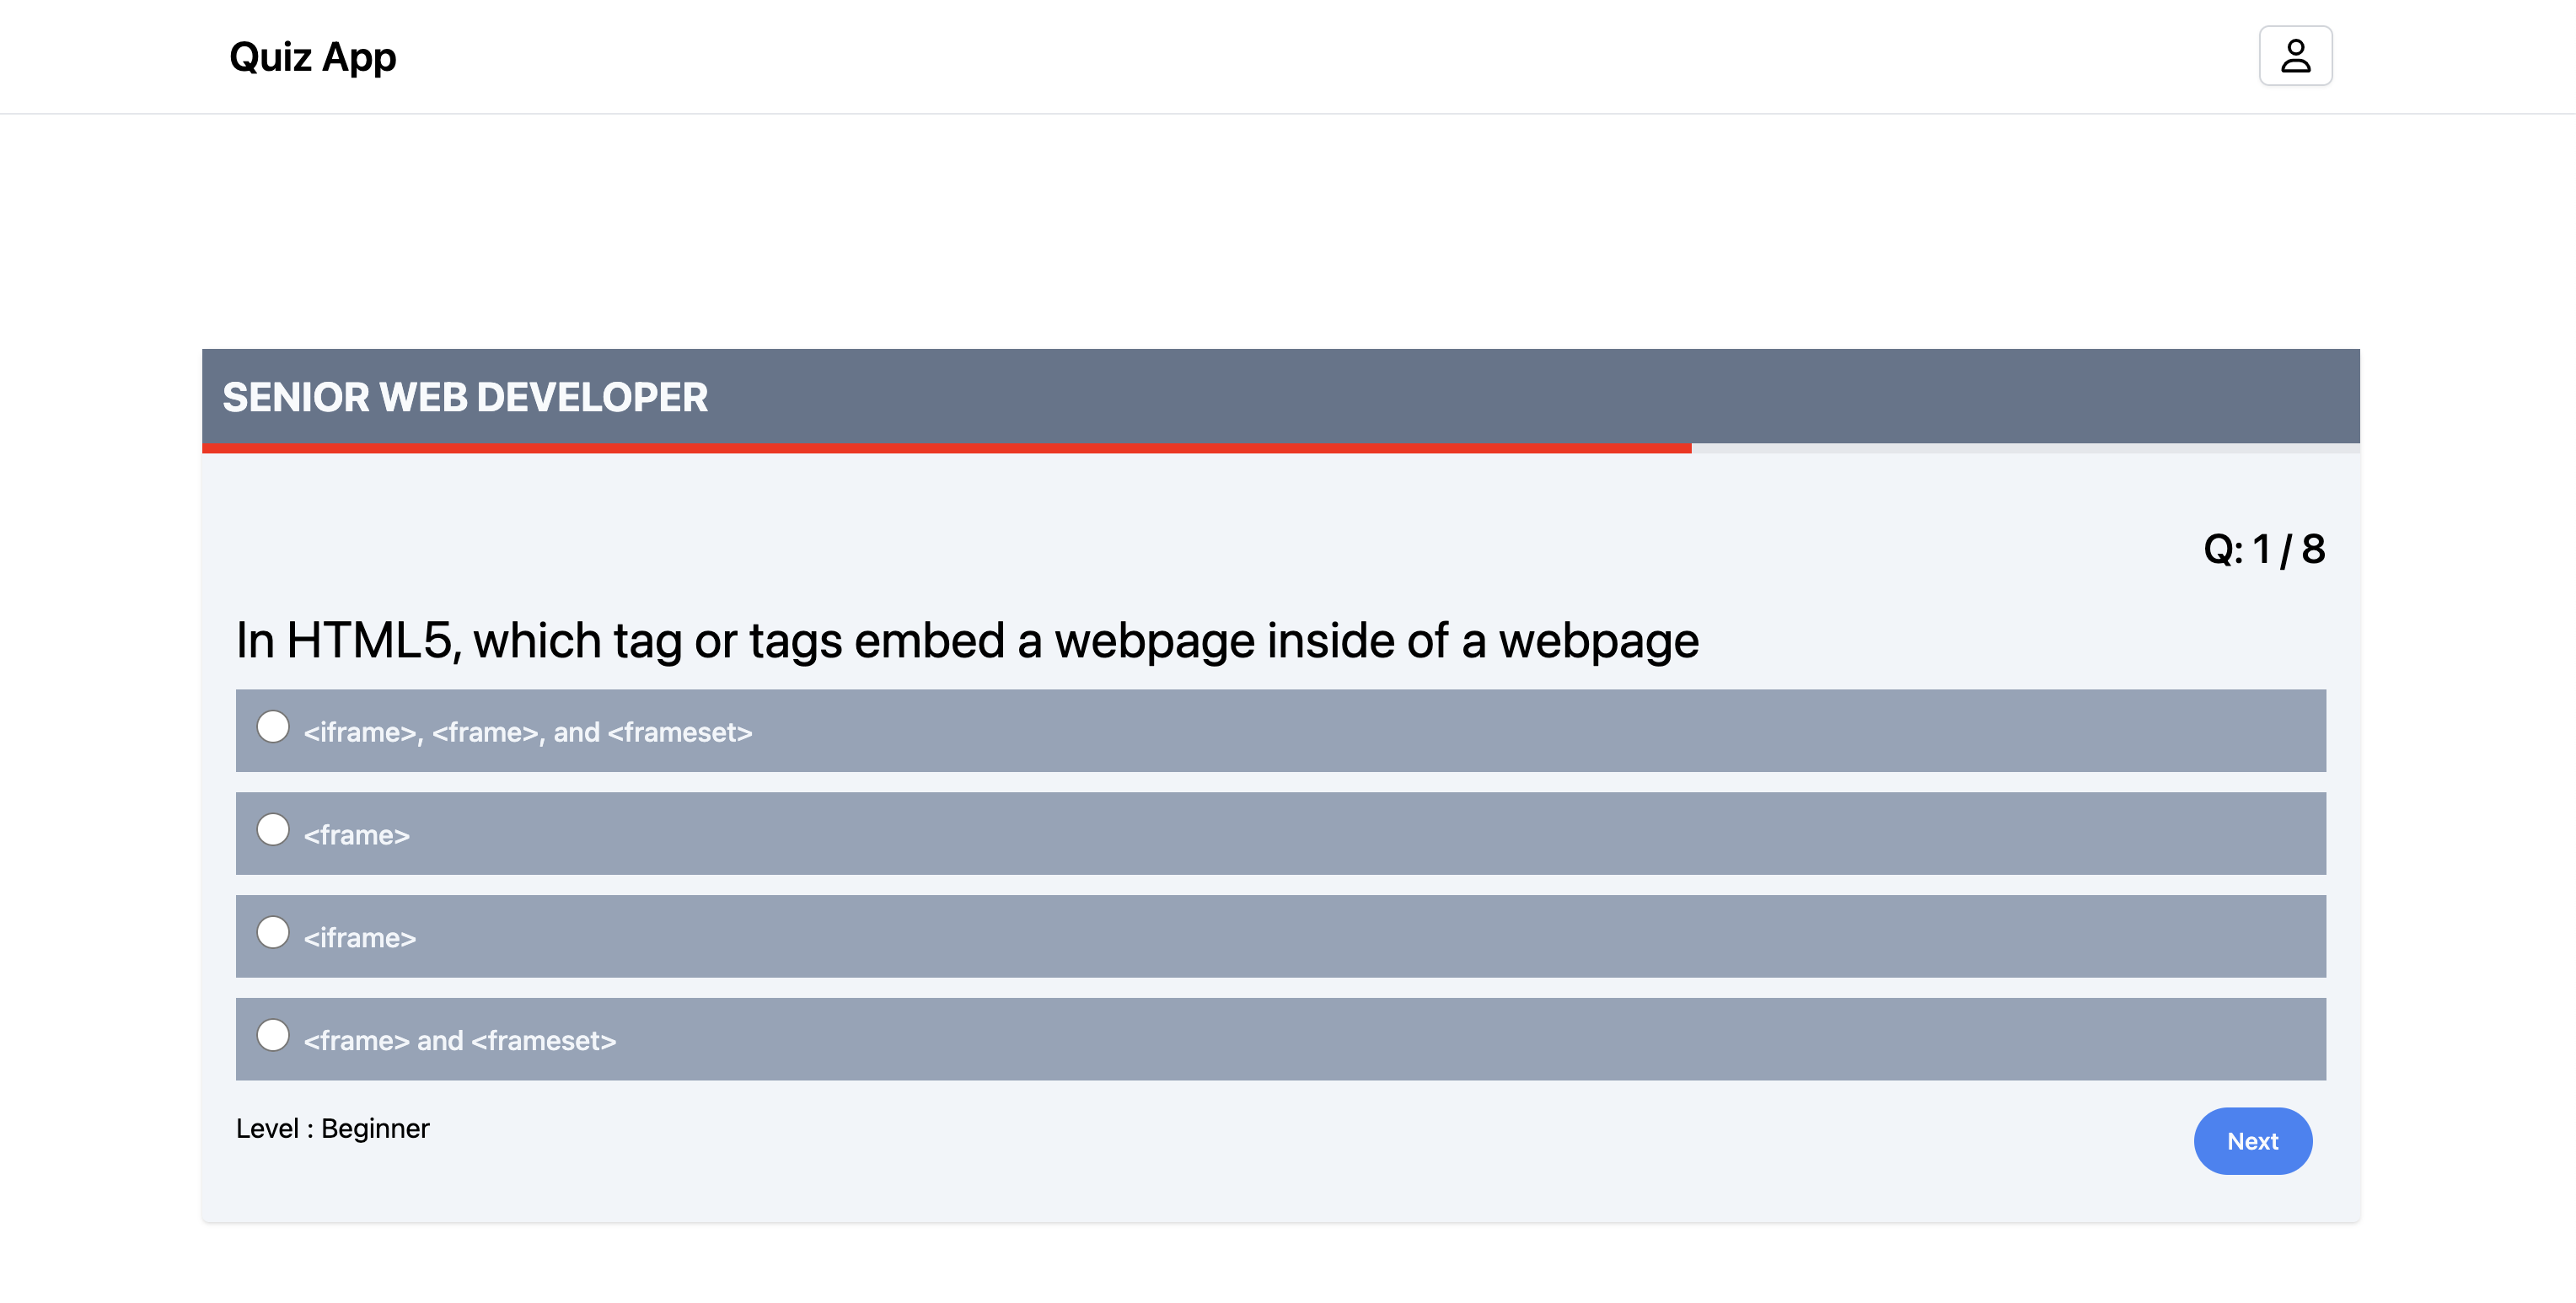 Quiz App
SENIOR WEB DEVELOPER
Q: 1 / 8
In HTML5, which tag or tags embed a webpage inside of a webpage
<iframe>, <frame>, and <frameset>
<frame>
<iframe>
<frame> and <frameset>
Level : Beginner
Next